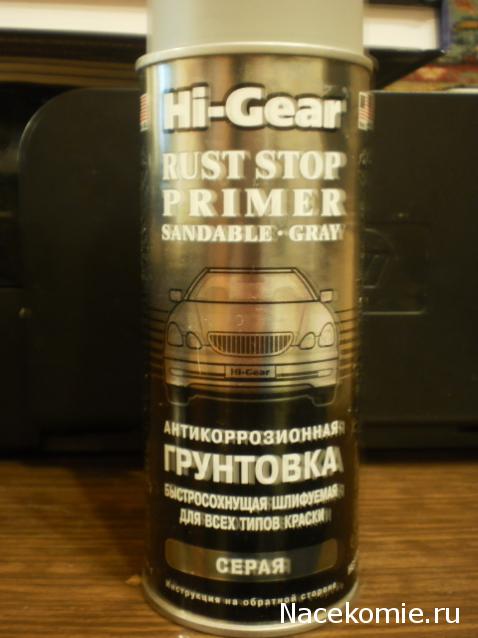 Hi-Gear
RUST STOP
PRIMER
SANDABLE · GRAY
Hi-Gear
АНТИКОРРОЗИОННАЯ
ГРУНТОВКА
БЫСТРОСОХНУЩАЯ ШЛИФУЕМАЯ
ДЛЯ ВСЕХ ТИПОВ КРАСКИ
СЕРАЯ
Инструкция на обратной стороне
Nacekomie.ru